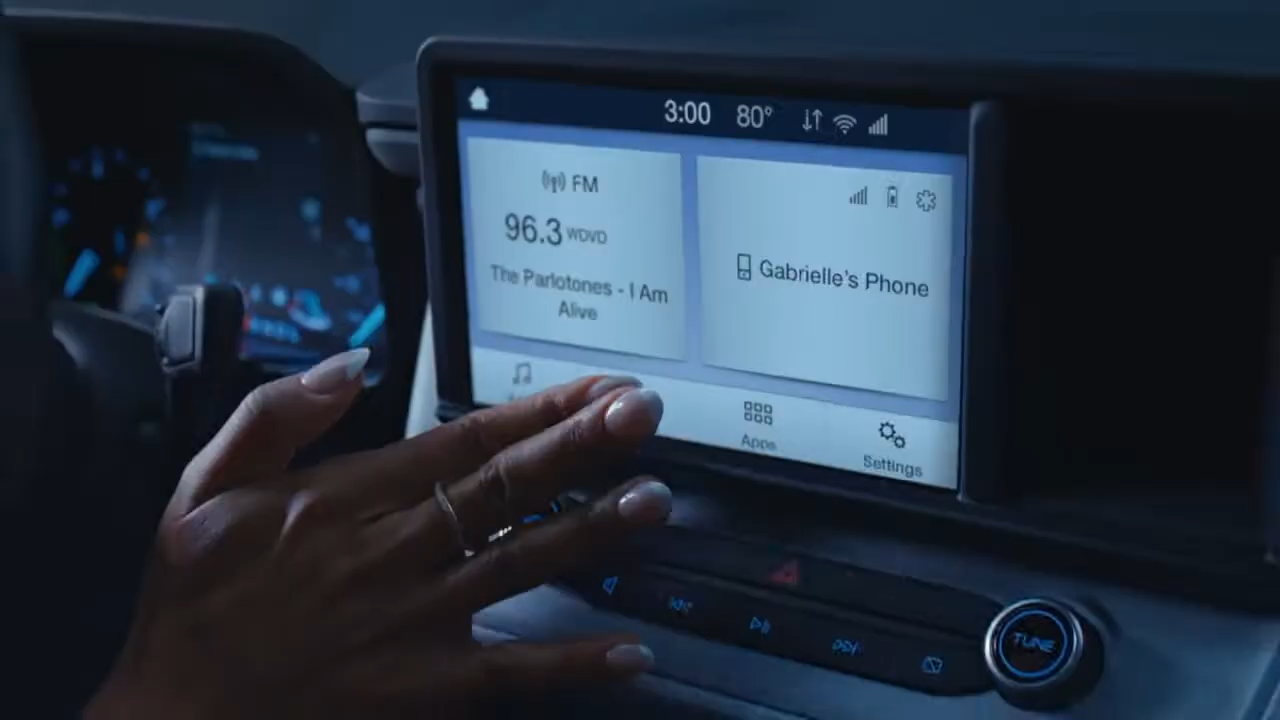 3:00 80°
FM
96.3 WDVD
The Parlotones - I Am
Alive
Gabrielle's Phone
Apps
Settings
TUNE